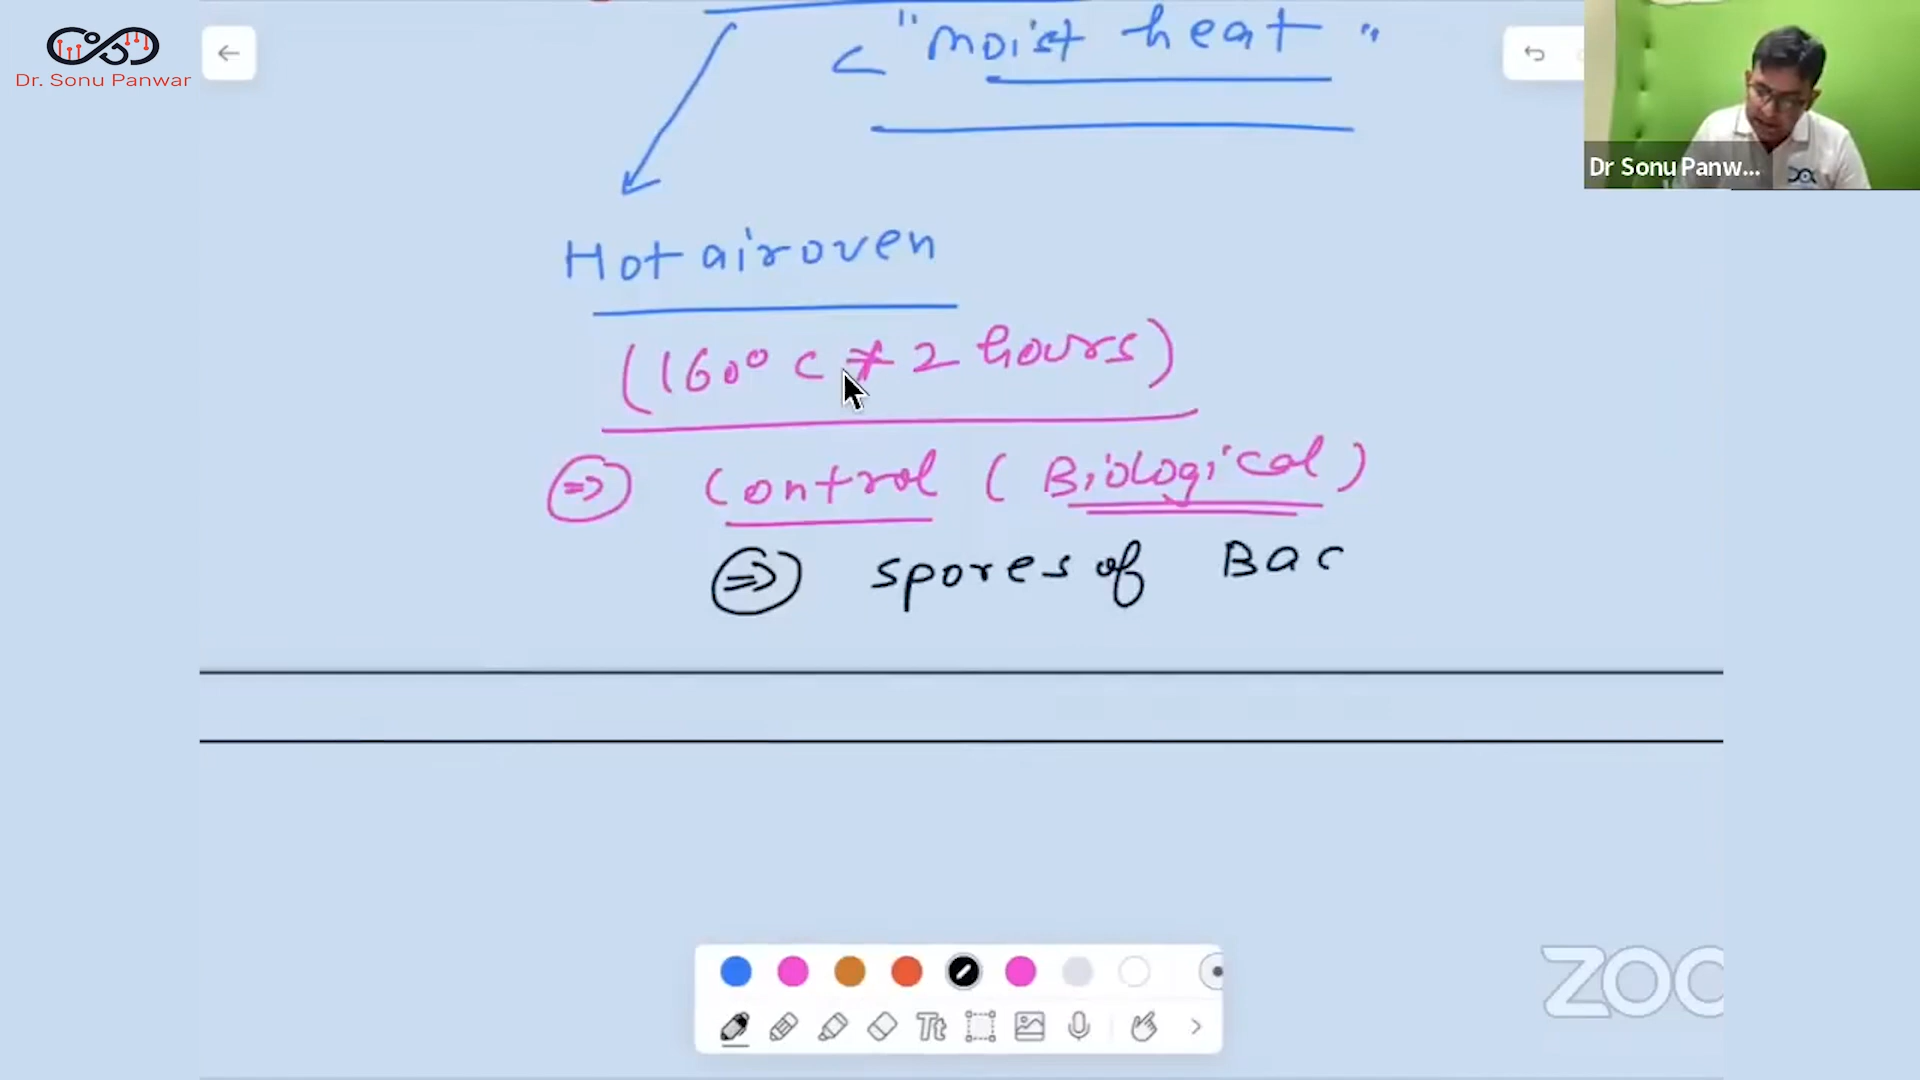 Dr. Sonu Panwar
"moist heat"
Dr Sonu Panw...
Hot air oven
(160° C * 2 hours)
=> Control (Biological)
=> spores of Bac
Tt
ZOO